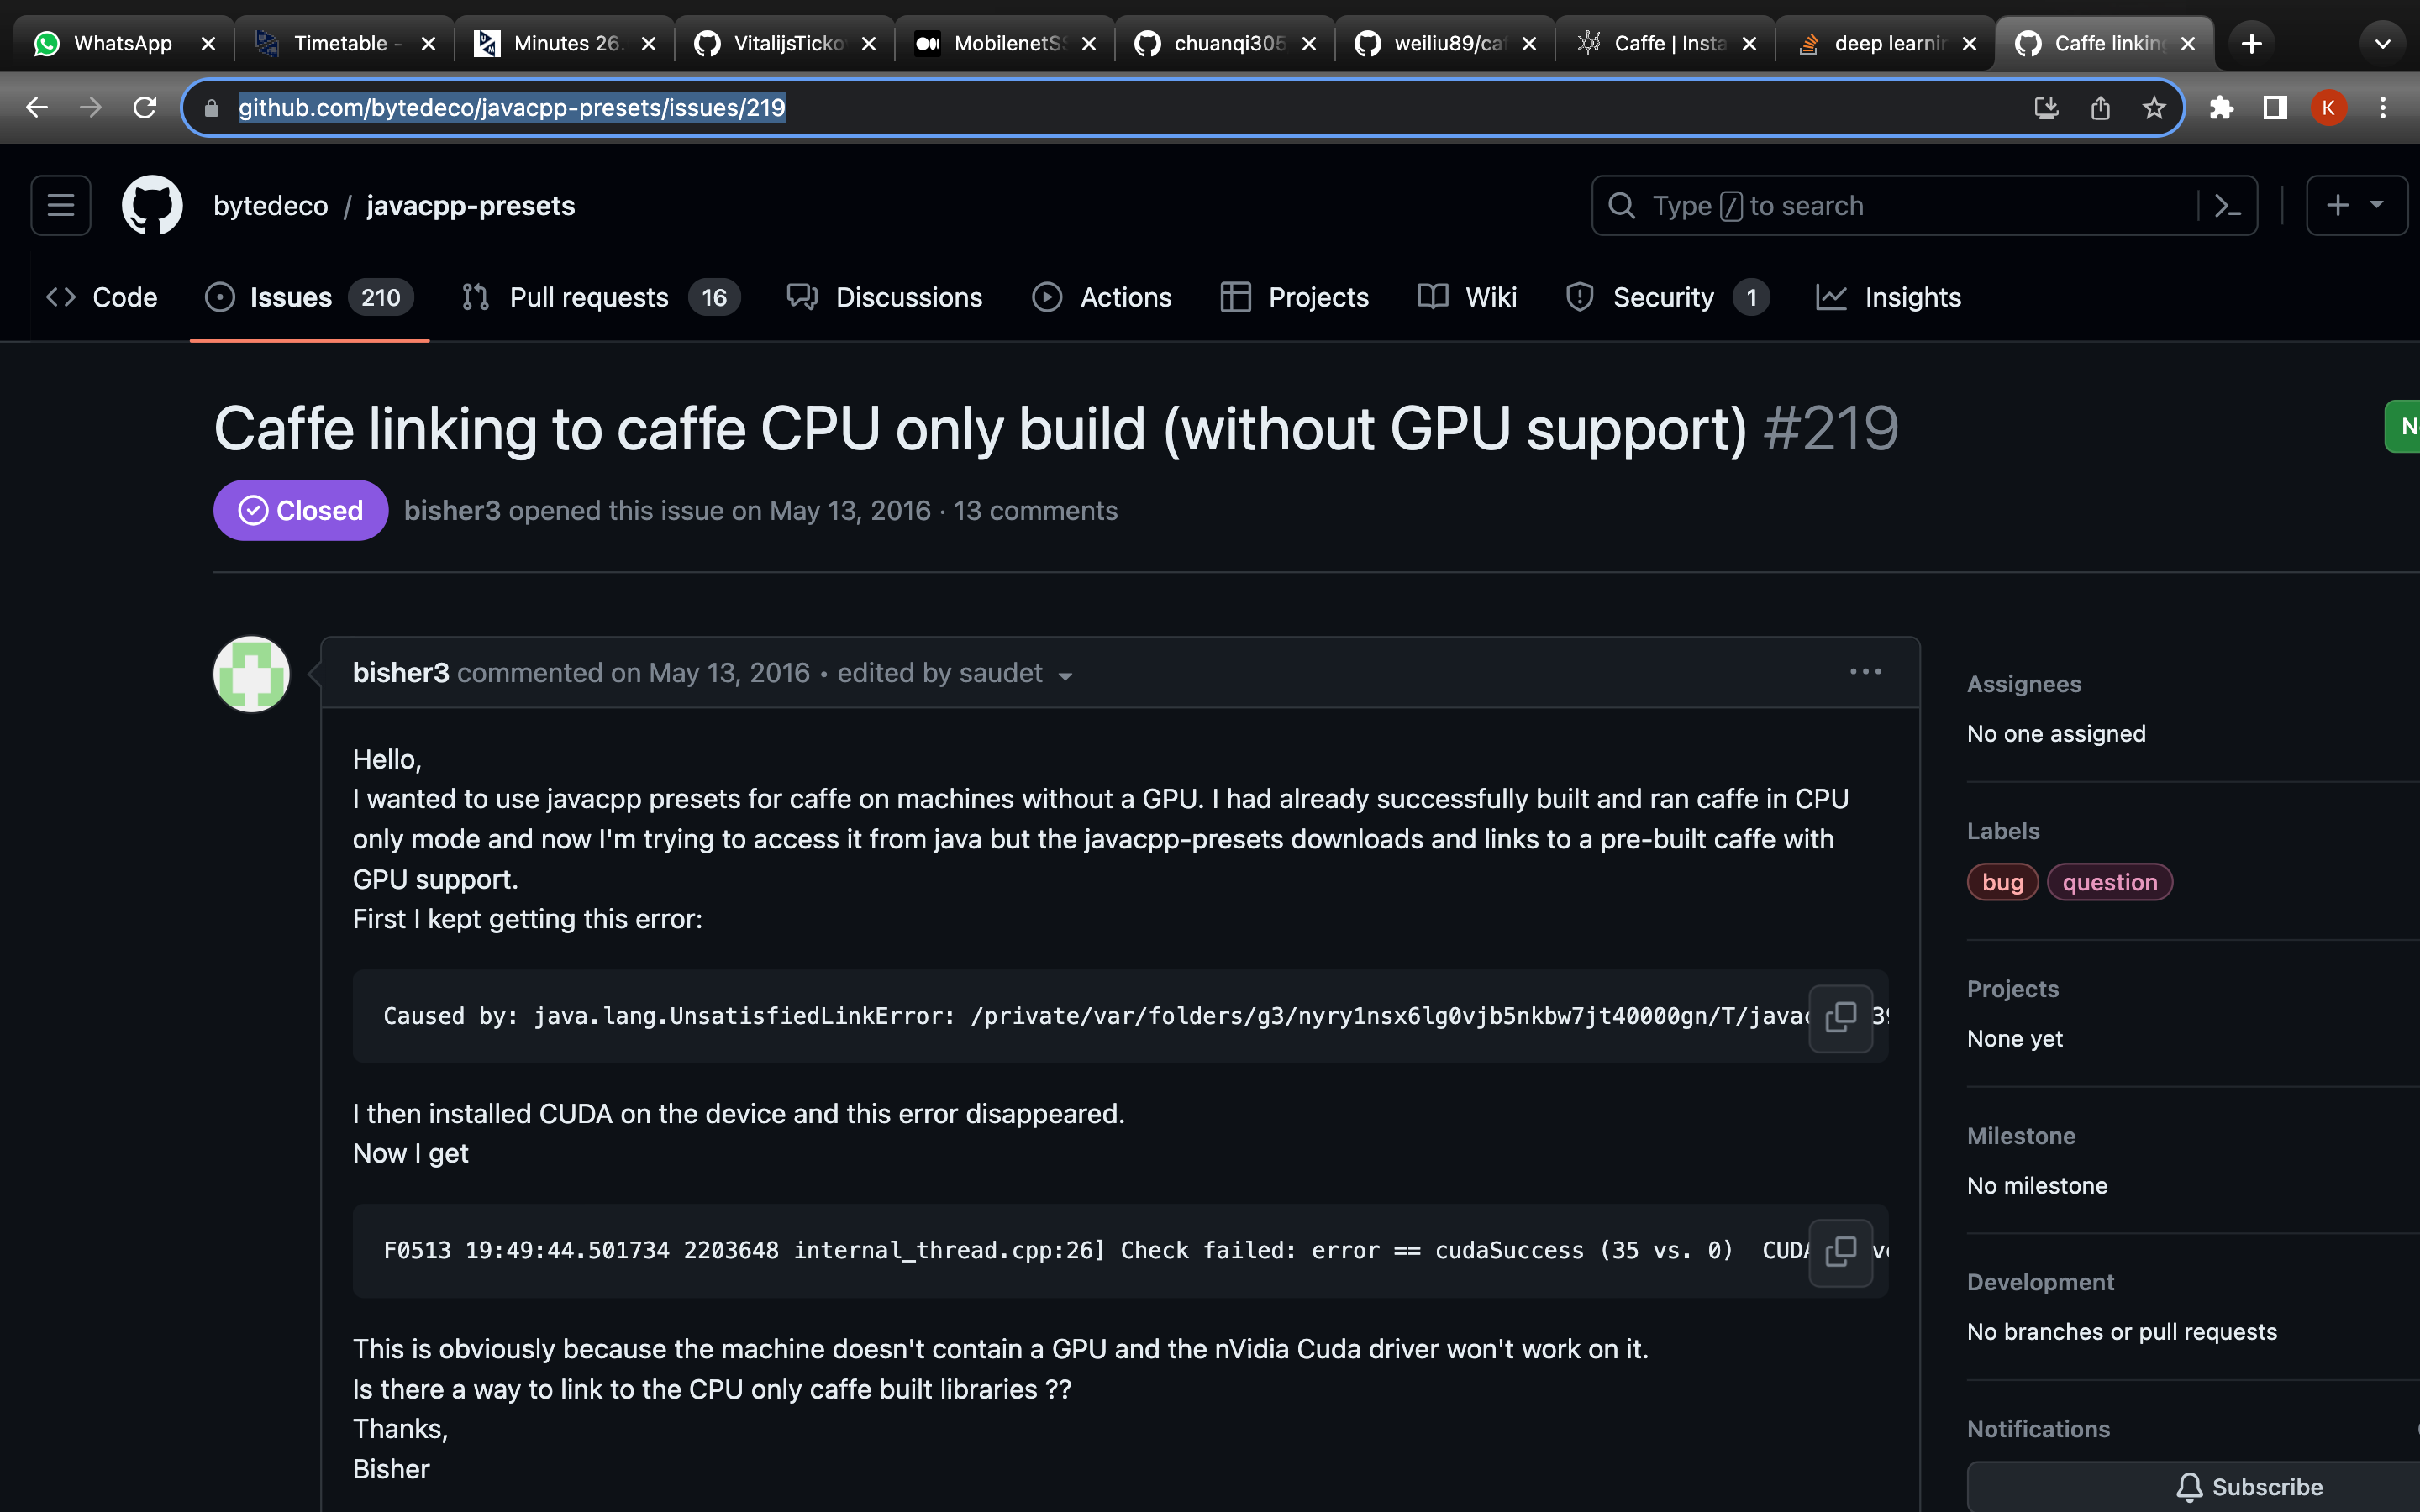 WhatsApp
Timetable -
Minutes 26.
VitalijsTicko
MobilenetSS
chuanqi305
weiliu89/caf
Caffe | Insta
deep learnin
Caffe linking
github.com/bytedeco/javacpp-presets/issues/219
K
bytedeco / javacpp-presets
Type / to search
Code
Issues 210
Pull requests 16
Discussions
Actions
Projects
Wiki
Security 1
Insights
Caffe linking to caffe CPU only build (without GPU support) #219
Closed
bisher3 opened this issue on May 13, 2016 · 13 comments
bisher3 commented on May 13, 2016 • edited by saudet
Hello,
I wanted to use javacpp presets for caffe on machines without a GPU. I had already successfully built and ran caffe in CPU
only mode and now I'm trying to access it from java but the javacpp-presets downloads and links to a pre-built caffe with
GPU support.
First I kept getting this error:
Caused by: java.lang.UnsatisfiedLinkError: /private/var/folders/g3/nyry1nsx6lg0vjb5nkbw7jt40000gn/T/javac
I then installed CUDA on the device and this error disappeared.
Now I get
F0513 19:49:44.501734 2203648 internal_thread.cpp:26] Check failed: error == cudaSuccess (35 vs. 0) CUDA
This is obviously because the machine doesn't contain a GPU and the nVidia Cuda driver won't work on it.
Is there a way to link to the CPU only caffe built libraries ??
Thanks,
Bisher
Assignees
No one assigned
Labels
bug question
Projects
None yet
Milestone
No milestone
Development
No branches or pull requests
Notifications
Subscribe